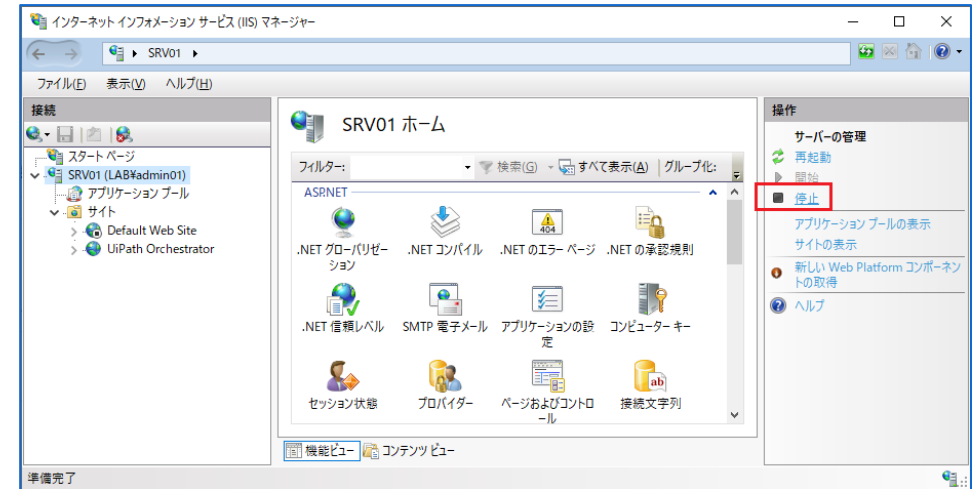 インターネット インフォメーション サービス (IIS) マネージャー
SRV01
ファイル(F) 表示(V) ヘルプ(H)
接続
スタート ページ
SRV01 (LAB¥admin01)
アプリケーション プール
サイト
Default Web Site
UiPath Orchestrator
SRV01 ホーム
フィルター: 検索(G) すべて表示(A) グループ化:
ASP.NET
.NET グローバリゼー
ション
.NET コンパイル
404
.NET のエラー ページ
.NET の承認規則
.NET 信頼レベル
SMTP 電子メール
アプリケーションの設
定
コンピューター キー
セッション状態
プロバイダー
ページおよびコントロ
ール
ab
接続文字列
機能ビュー コンテンツ ビュー
操作
サーバーの管理
再起動
開始
停止
アプリケーション プールの表示
サイトの表示
新しい Web Platform コンポーネン
トの取得
ヘルプ
準備完了